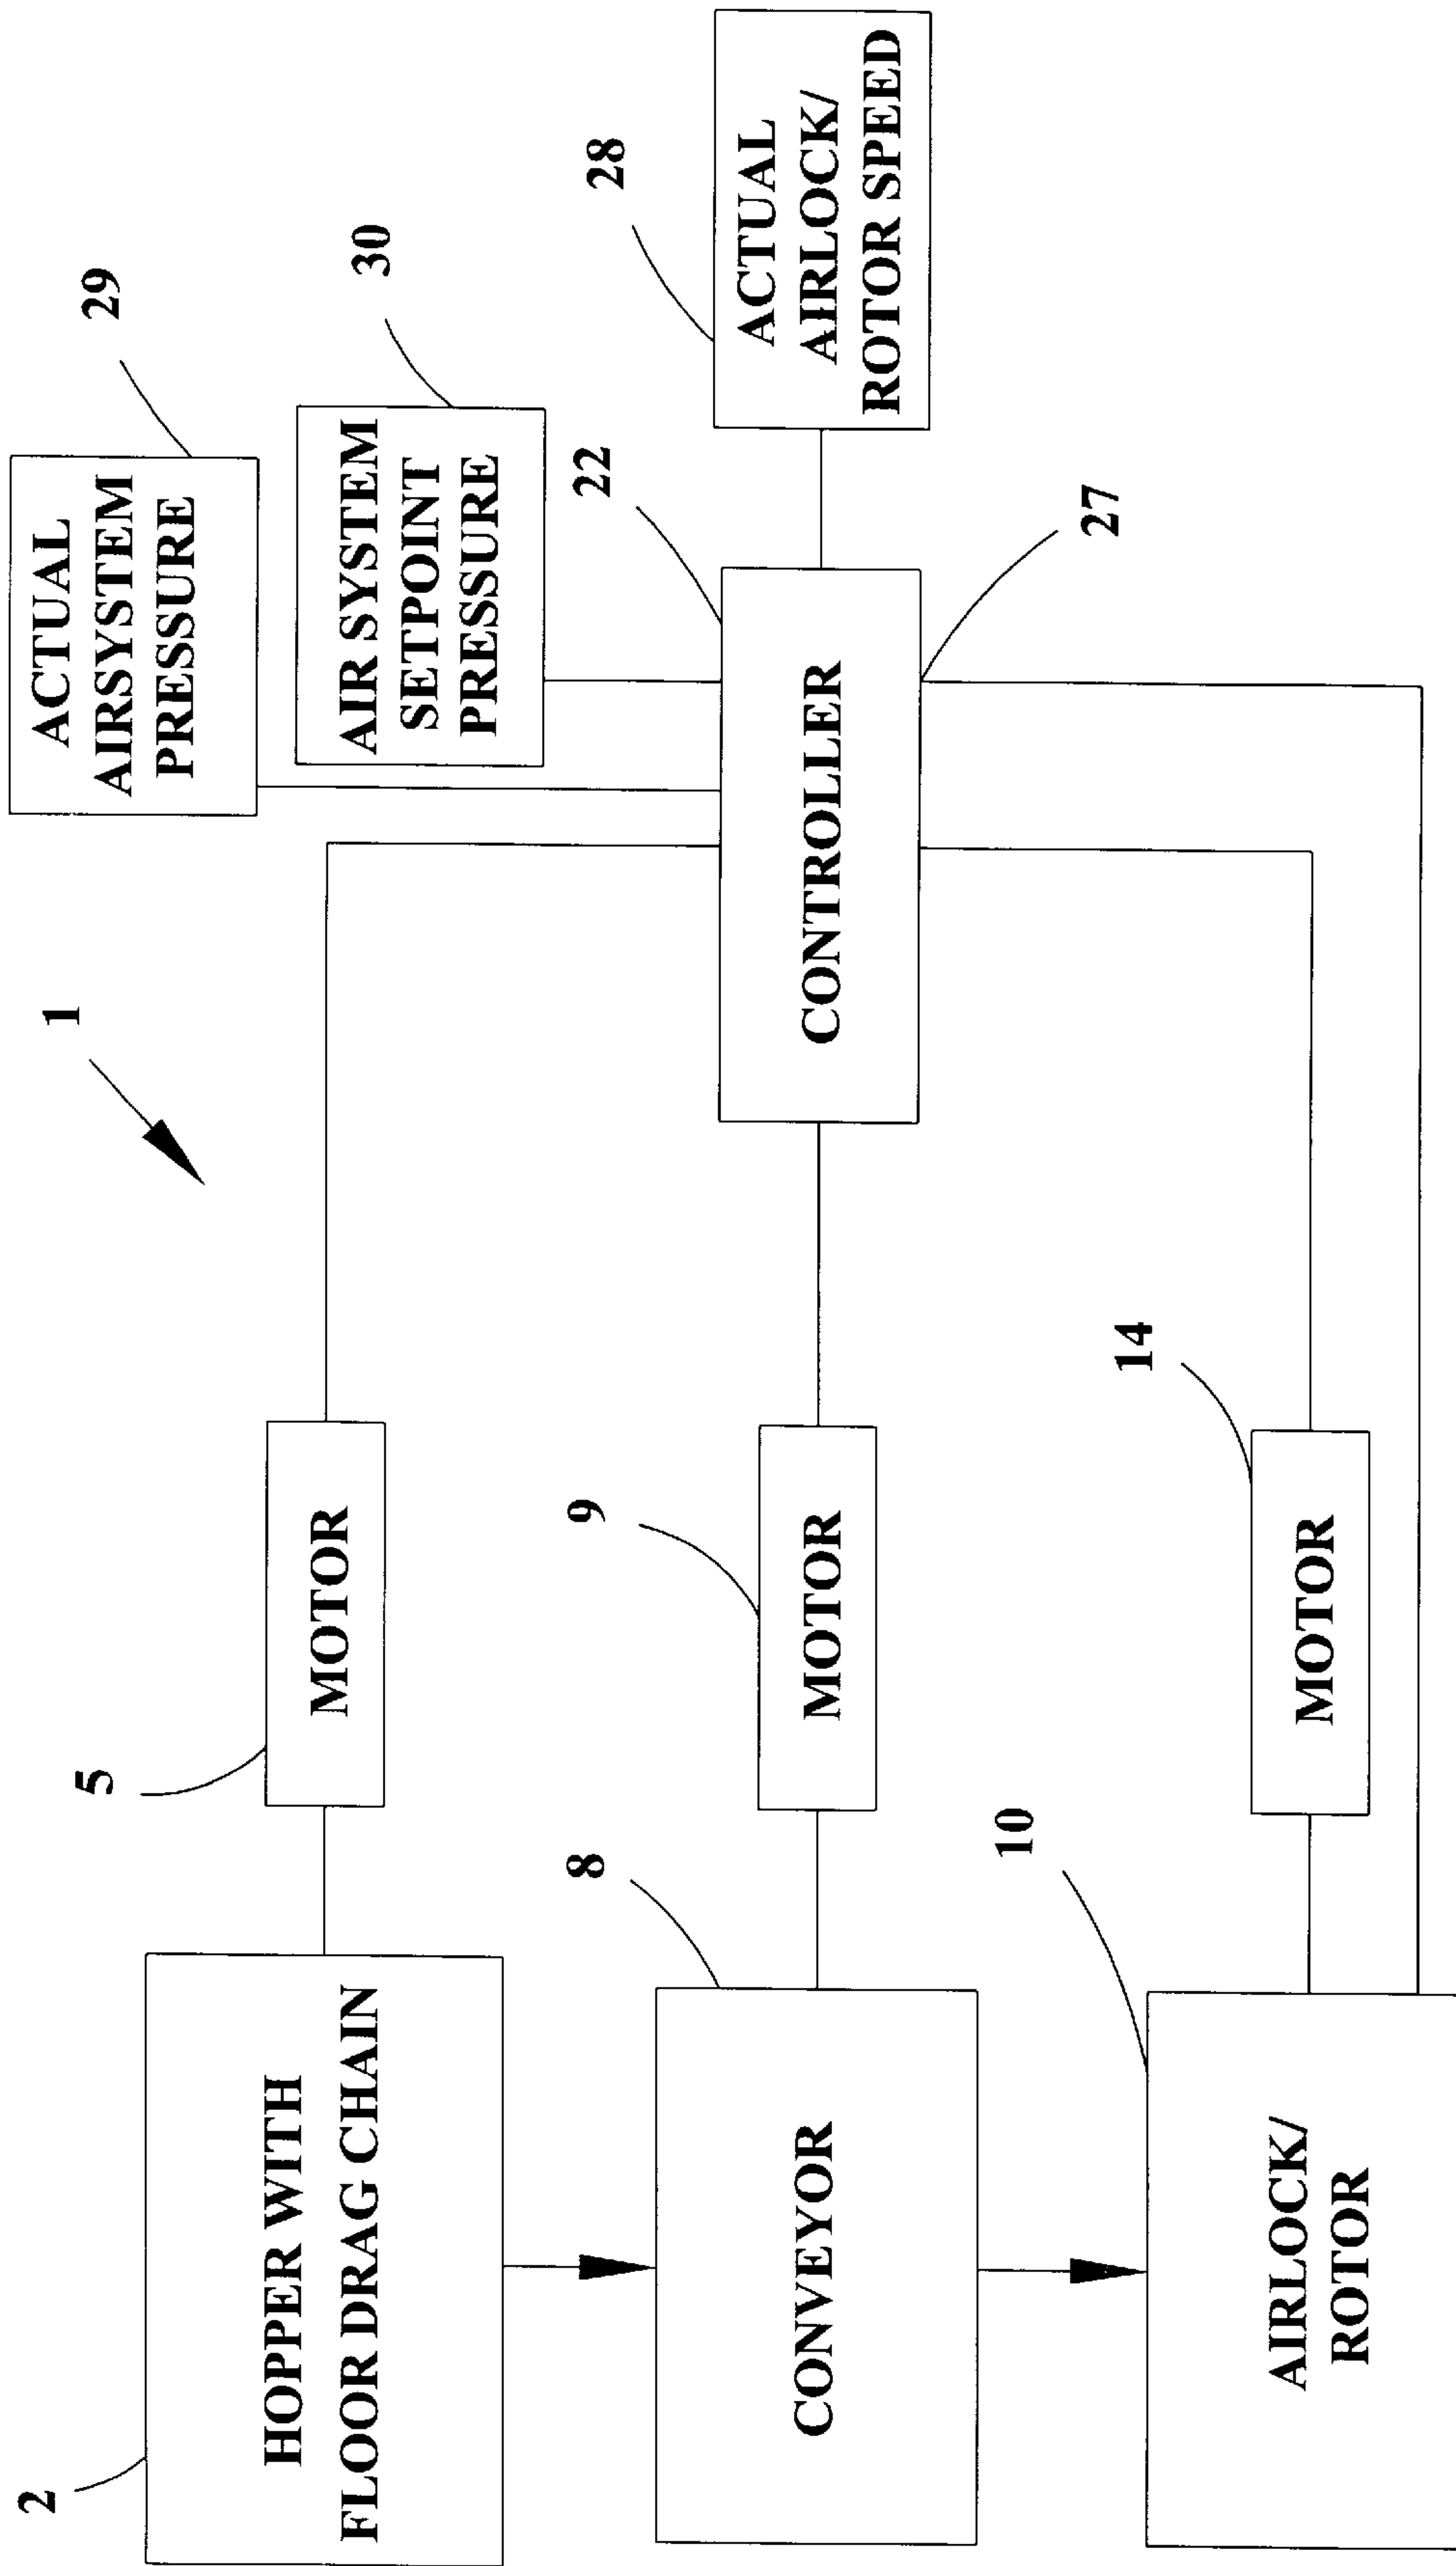 1
2
HOPPER WITH
FLOOR DRAG CHAIN
5
MOTOR
ACTUAL
AIRSYSTEM
PRESSURE
29
AIR SYSTEM
SETPOINT
PRESSURE
30
8
CONVEYOR
9
MOTOR
CONTROLLER
22
27
ACTUAL
AIRLOCK/
ROTOR SPEED
28
10
AIRLOCK/
ROTOR
14
MOTOR